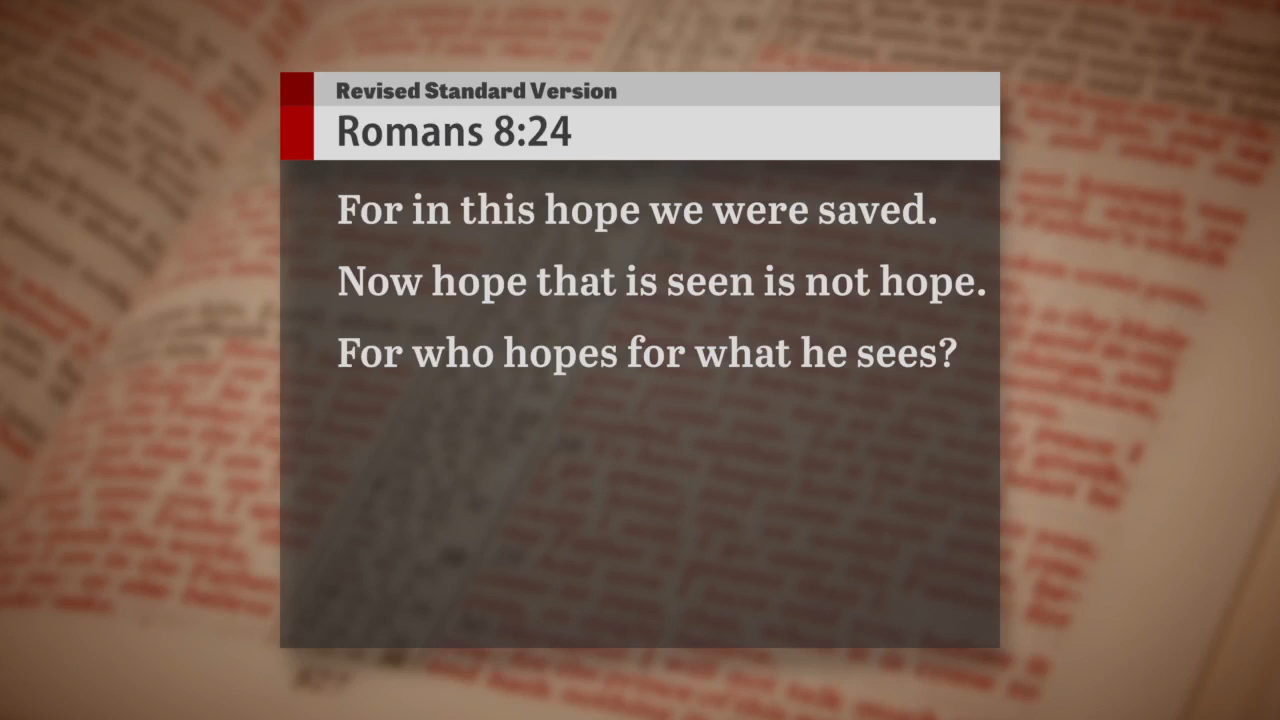 Revised Standard Version
Romans 8:24
For in this hope we were saved.
Now hope that is seen is not hope.
For who hopes for what he sees?